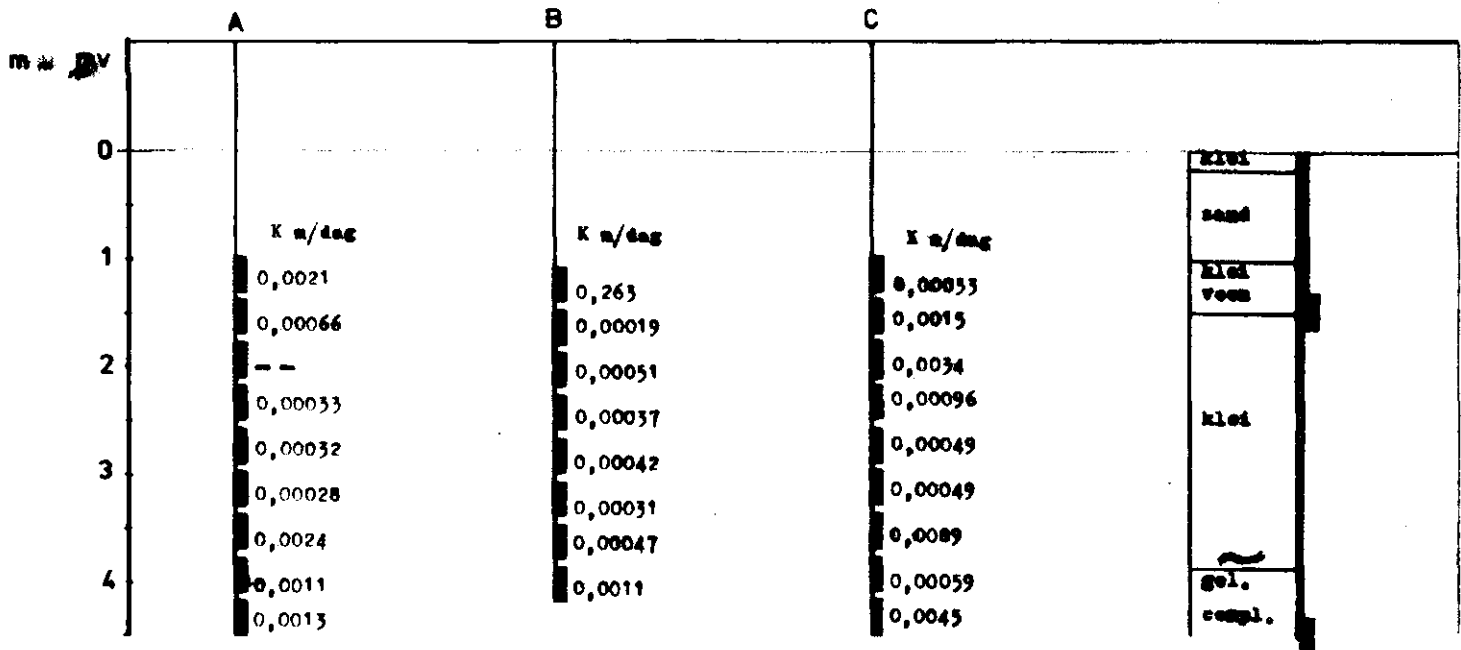 A B C
m = mv
0
klei
sand
K m/dag K m/dag K m/dag
1
klei
veen
0,0021 0,263 0,00053
0,00066 0,00019 0,0015
2
-- 0,00051 0,0034
0,00033 0,00037 0,00096
klei
0,00032 0,00042 0,00049
3
0,00028 0,00031 0,00049
0,0024 0,00047 0,0089
4
0,0011 0,0011 0,00059
gel.
compl.
0,0013 0,0045